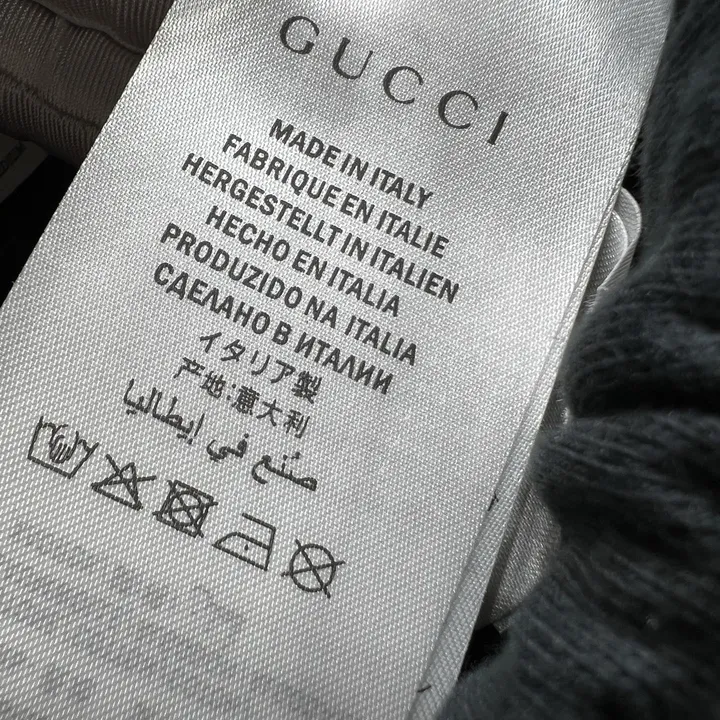 GUCCI
MADE IN ITALY
FABRIQUE EN ITALIE
HERGESTELLT IN ITALIEN
HECHO EN ITALIA
PRODUZIDO NA ITALIA
СДЕЛАНО В ИТАЛИИ
イタリア製
产地:意大利
صُنع في إيطاليا